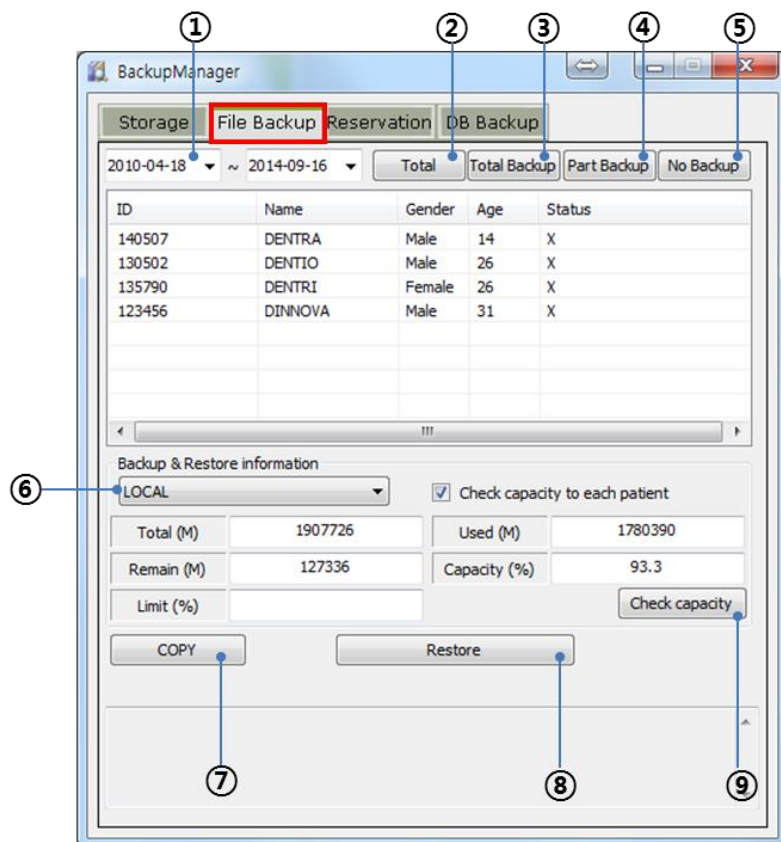 ① ② ③ ④ ⑤
BackupManager
Storage File Backup Reservation DB Backup
2010-04-18 ~ 2014-09-16 Total Total Backup Part Backup No Backup
ID Name Gender Age Status
140507 DENTRA Male 14 X
130502 DENTIO Male 26 X
135790 DENTRI Female 26 X
123456 DINNOVA Male 31 X
Backup & Restore information
⑥ LOCAL Check capacity to each patient
Total (M) 1907726 Used (M) 1780390
Remain (M) 127336 Capacity (%) 93.3
Limit (%) Check capacity
COPY Restore
⑦ ⑧ ⑨